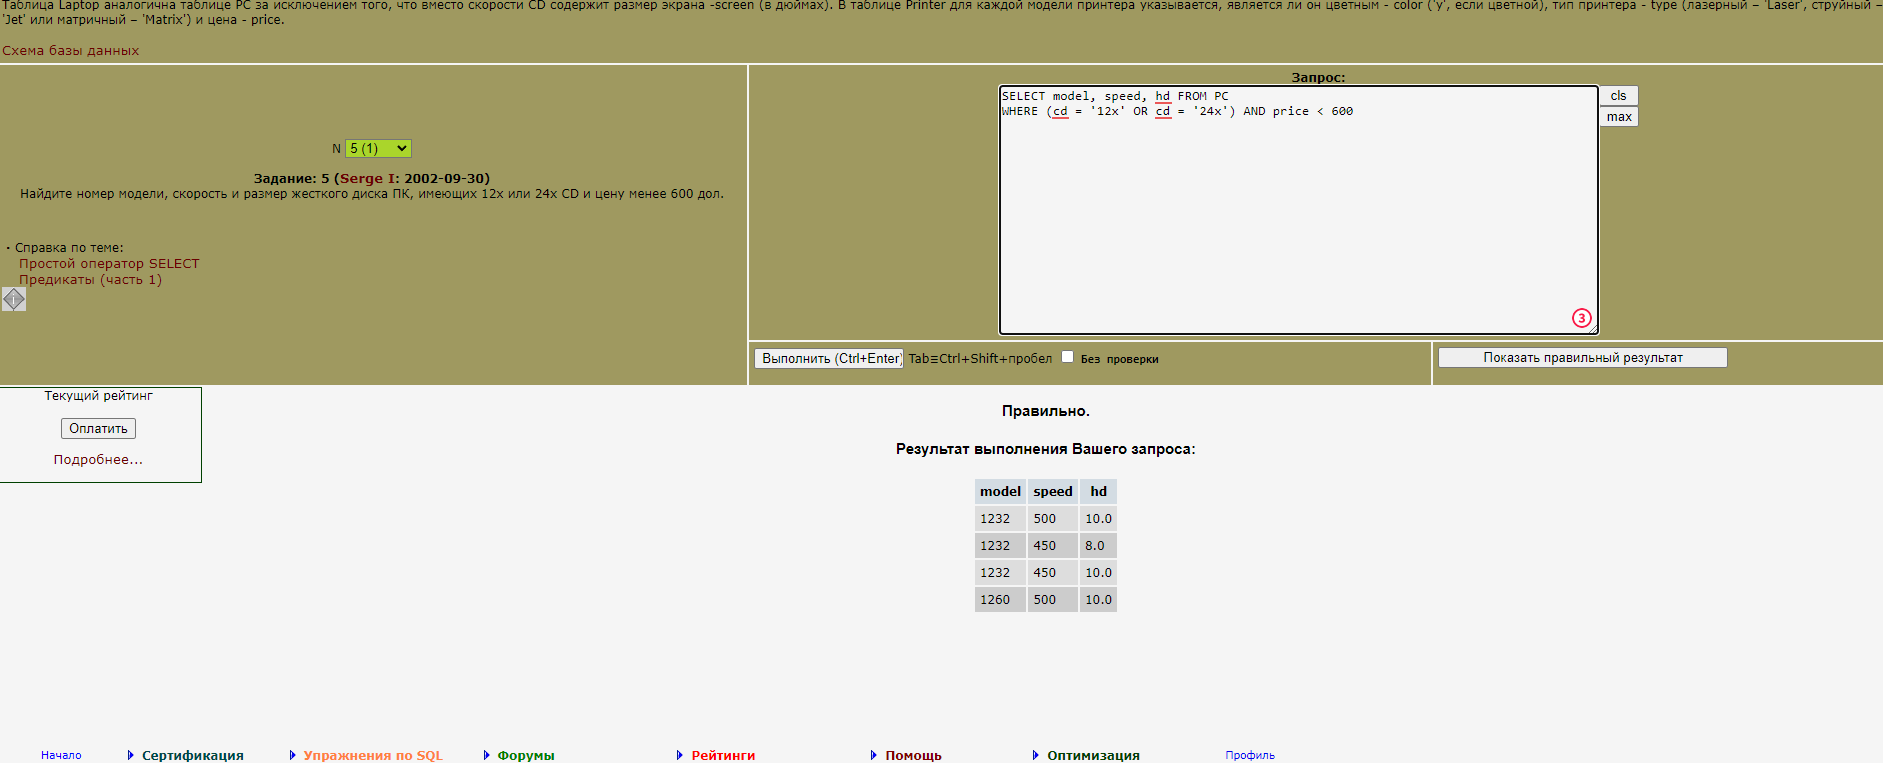 Таблица Laptop аналогична таблице РС за исключением того, что вместо скорости CD содержит размер экрана -screen (в дюймах). В таблице Printer для каждой модели принтера указывается, является ли он цветным - color ('y', если цветной), тип принтера - type (лазерный – 'Laser', струйный –
'Jet' или матричный – 'Matrix') и цена - price.
Схема базы данных
N 5 (1)
Задание: 5 (Serge I: 2002-09-30)
Найдите номер модели, скорость и размер жесткого диска ПК, имеющих 12x или 24x CD и цену менее 600 дол.
· Справка по теме:
Простой оператор SELECT
Предикаты (часть 1)
Запрос:
SELECT model, speed, hd FROM PC
WHERE (cd = '12x' OR cd = '24x') AND price < 600
cls
max
3
Выполнить (Ctrl+Enter) Tab≡Ctrl+Shift+пробел Без проверки
Показать правильный результат
Текущий рейтинг
Оплатить
Подробнее...
Правильно.
Результат выполнения Вашего запроса:
model speed hd
1232 500 10.0
1232 450 8.0
1232 450 10.0
1260 500 10.0
Начало Сертификация Упражнения по SQL Форумы Рейтинги Помощь Оптимизация Профиль